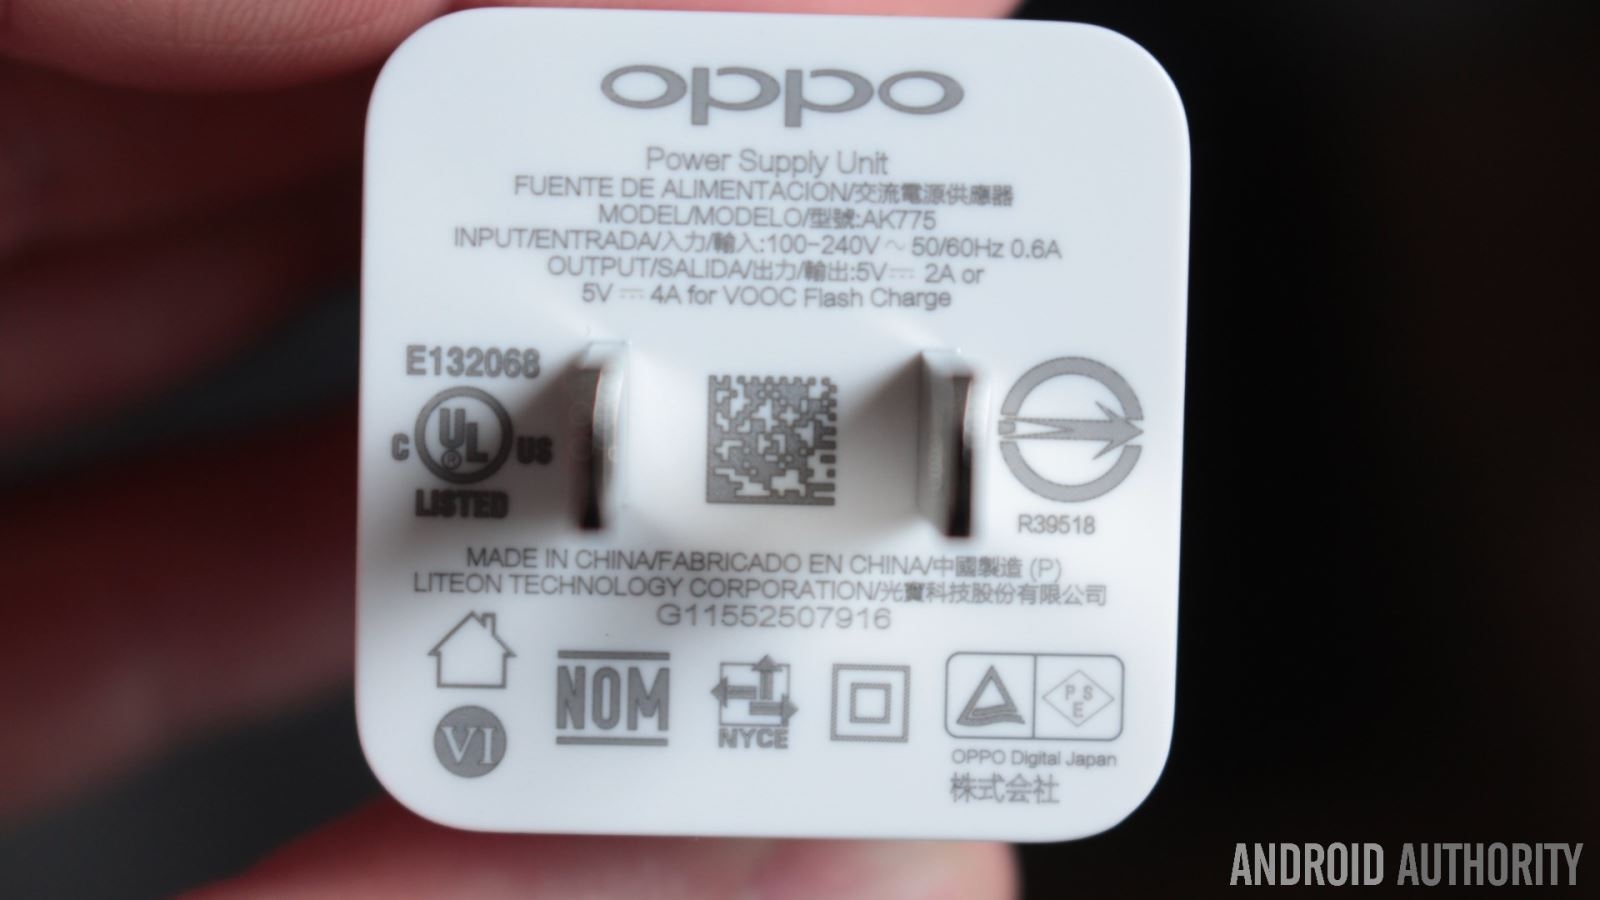 oppo
Power Supply Unit
FUENTE DE ALIMENTACION/交流電源供應器
MODEL/MODELO/型號:AK775
INPUT/ENTRADA/入力/輸入:100-240V ~ 50/60Hz 0.6A
OUTPUT/SALIDA/出力/輸出:5V⎓ 2A or
5V ⎓ 4A for VOOC Flash Charge
E132068
C UL® US
LISTED
R39518
MADE IN CHINA/FABRICADO EN CHINA/中國製造 (P)
LITEON TECHNOLOGY CORPORATION/光寶科技股份有限公司
G11552507916
VI
NOM
NYCE
PSE
OPPO Digital Japan
株式会社
ANDROID AUTHORITY